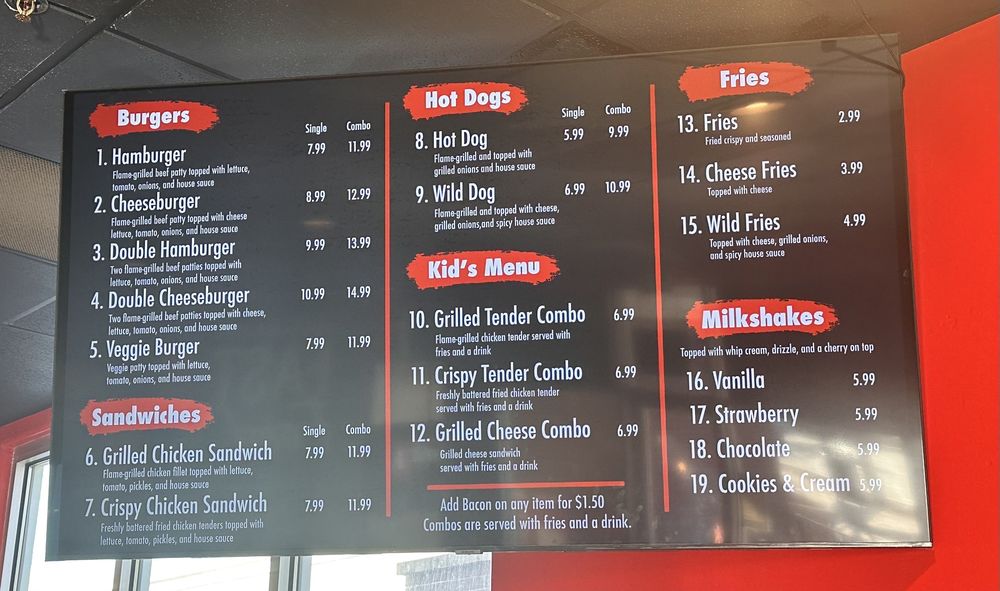 Burgers
Single Combo
1. Hamburger 7.99 11.99
Flame-grilled beef patty topped with lettuce,
tomato, onions, and house sauce
2. Cheeseburger 8.99 12.99
Flame-grilled beef patty topped with cheese
lettuce, tomato, onions, and house sauce
3. Double Hamburger 9.99 13.99
Two flame-grilled beef patties topped with
lettuce, tomato, onions, and house sauce
4. Double Cheeseburger 10.99 14.99
Two flame-grilled beef patties topped with cheese,
lettuce, tomato, onions, and house sauce
5. Veggie Burger 7.99 11.99
Veggie patty topped with lettuce,
tomato, onions, and house sauce
Sandwiches
Single Combo
6. Grilled Chicken Sandwich 7.99 11.99
Flame-grilled chicken fillet topped with lettuce,
tomato, pickles, and house sauce
7. Crispy Chicken Sandwich 7.99 11.99
Freshly battered fried chicken tenders topped with
lettuce, tomato, pickles, and house sauce
Hot Dogs
Single Combo
8. Hot Dog 5.99 9.99
Flame-grilled and topped with
grilled onions and house sauce
9. Wild Dog 6.99 10.99
Flame-grilled and topped with cheese,
grilled onions,and spicy house sauce
Kid's Menu
10. Grilled Tender Combo 6.99
Flame-grilled chicken tender served with
fries and a drink
11. Crispy Tender Combo 6.99
Freshly battered fried chicken tender
served with fries and a drink
12. Grilled Cheese Combo 6.99
Grilled cheese sandwich
served with fries and a drink
Add Bacon on any item for $1.50
Combos are served with fries and a drink.
Fries
13. Fries 2.99
Fried crispy and seasoned
14. Cheese Fries 3.99
Topped with cheese
15. Wild Fries 4.99
Topped with cheese, grilled onions,
and spicy house sauce
Milkshakes
Topped with whip cream, drizzle, and a cherry on top
16. Vanilla 5.99
17. Strawberry 5.99
18. Chocolate 5.99
19. Cookies & Cream 5.99